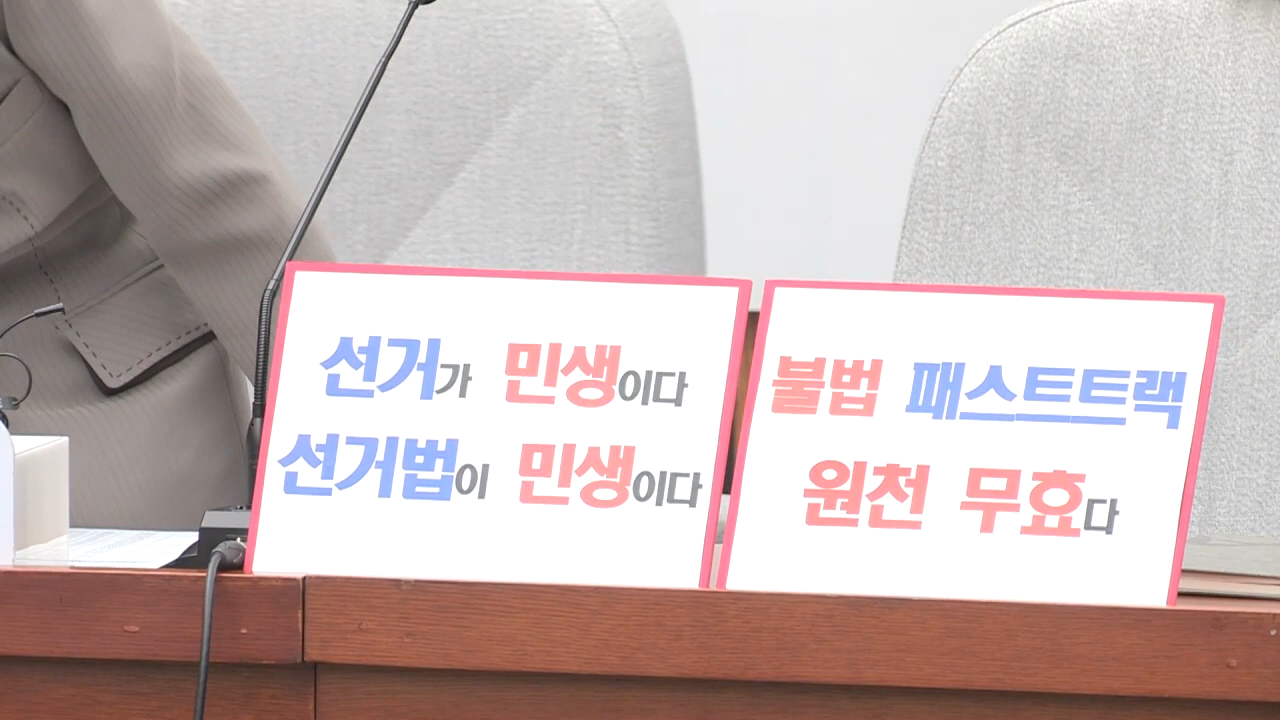 선거가 민생이다
선거법이 민생이다
불법 패스트트랙
원천 무효다